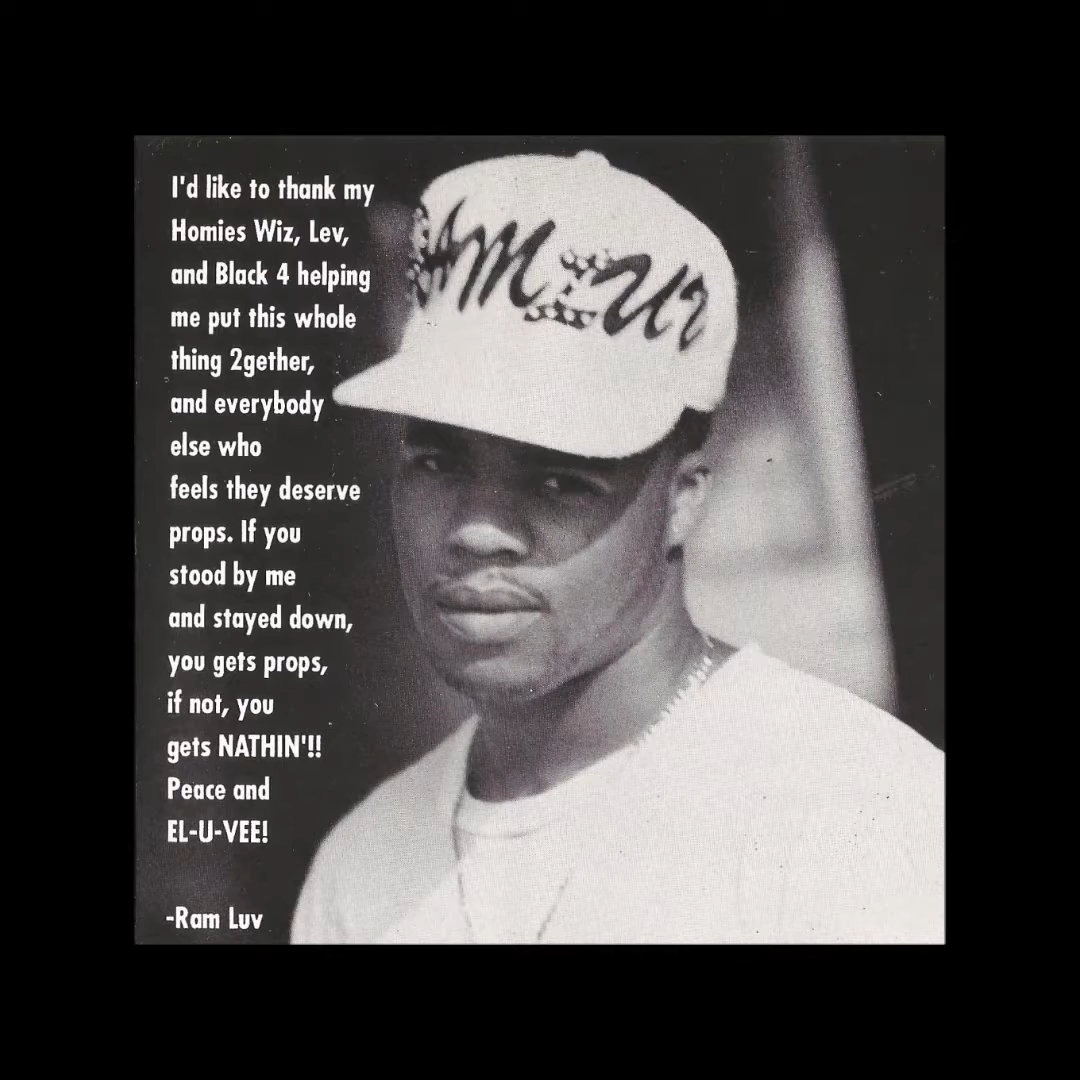 I'd like to thank my
Homies Wiz, Lev,
and Black 4 helping
me put this whole
thing 2gether,
and everybody
else who
feels they deserve
props. If you
stood by me
and stayed down,
you gets props,
if not, you
gets NATHIN'!!
Peace and
EL-U-VEE!
-Ram Luv